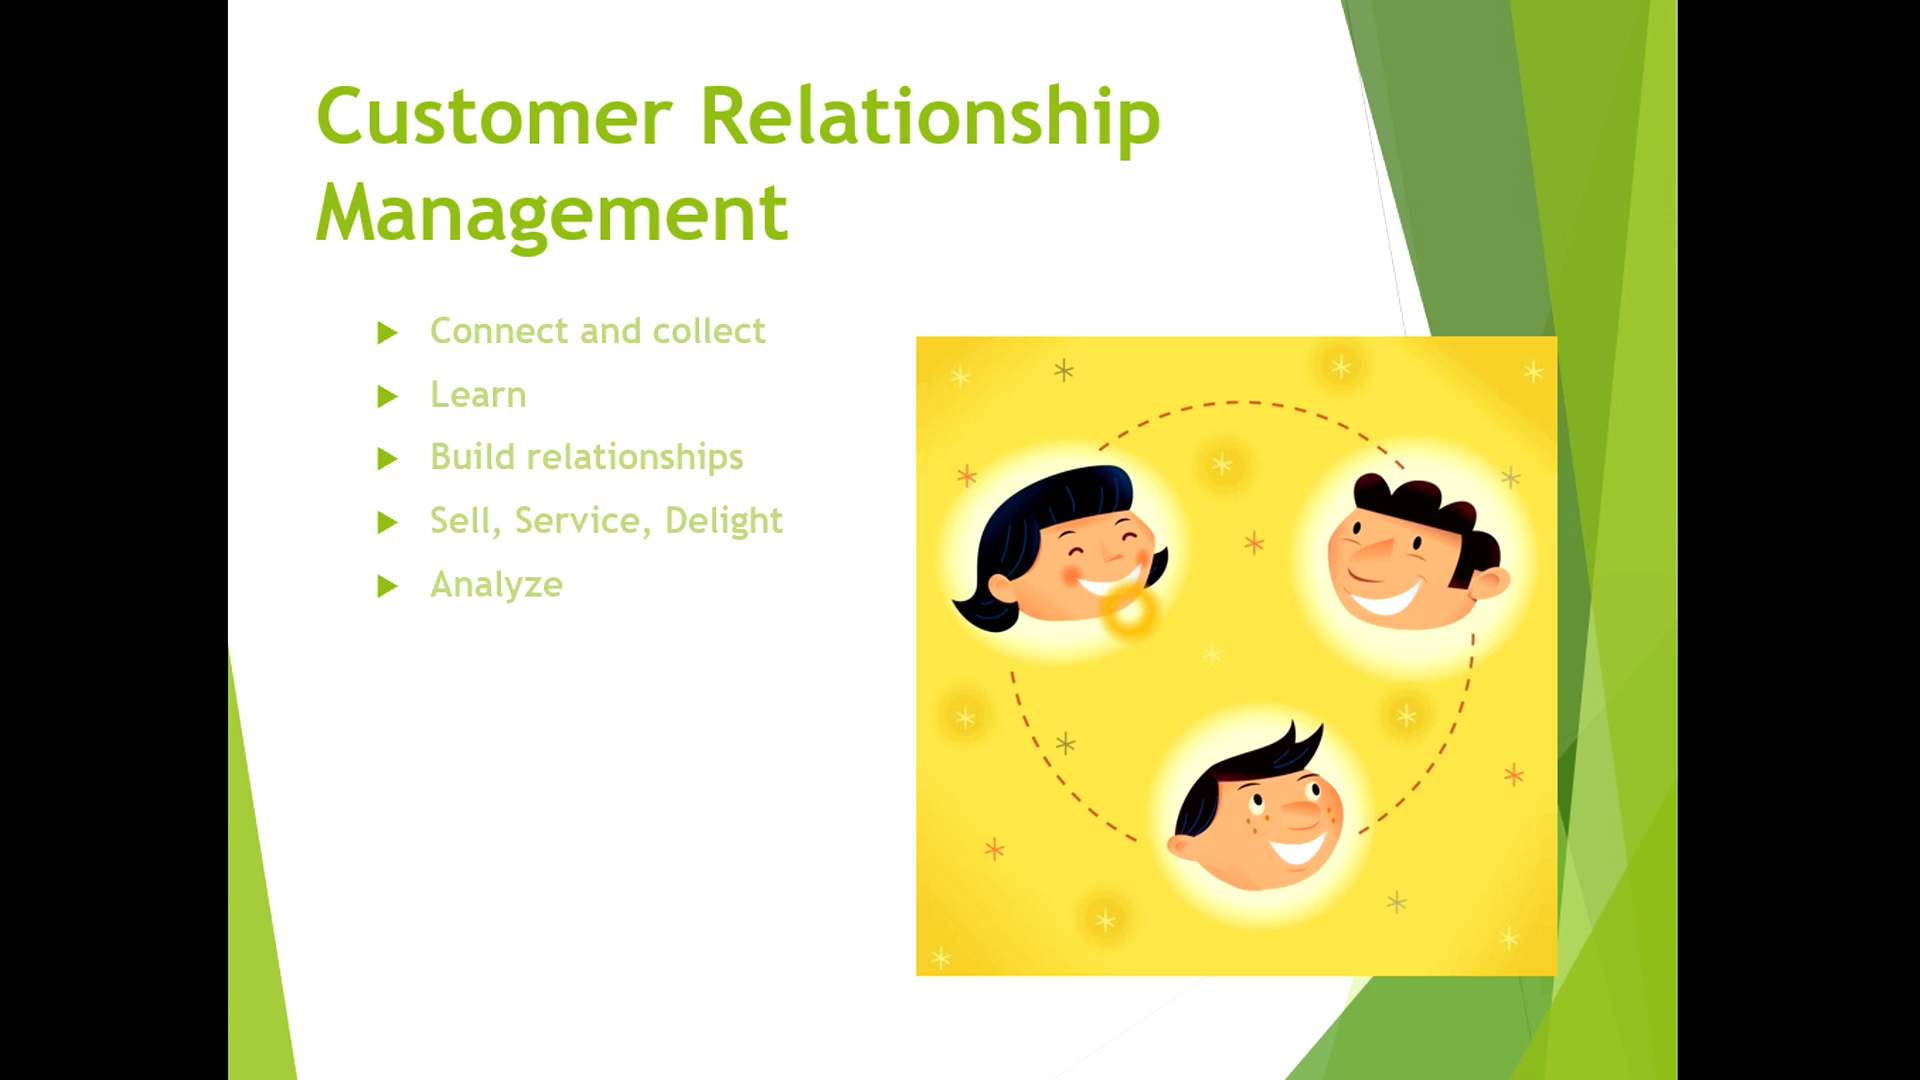 Customer Relationship
Management
Connect and collect
Learn
Build relationships
Sell, Service, Delight
Analyze